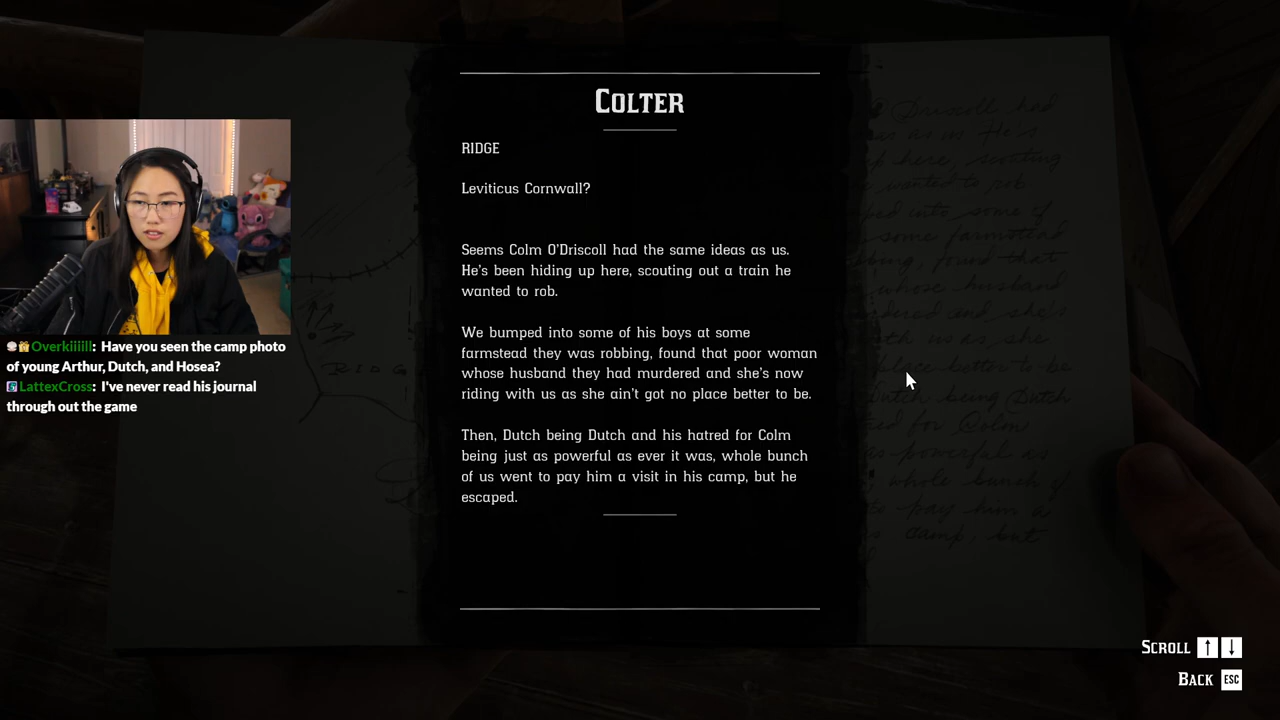 COLTER
RIDGE
Leviticus Cornwall?
Seems Colm O'Driscoll had the same ideas as us.
He's been hiding up here, scouting out a train he
wanted to rob.
We bumped into some of his boys at some
farmstead they was robbing, found that poor woman
whose husband they had murdered and she's now
riding with us as she ain't got no place better to be.
Then, Dutch being Dutch and his hatred for Colm
being just as powerful as ever it was, whole bunch
of us went to pay him a visit in his camp, but he
escaped.
Overkiiiiill: Have you seen the camp photo
of young Arthur, Dutch, and Hosea?
LattexCross: I've never read his journal
through out the game
SCROLL ↑ ↓
BACK ESC